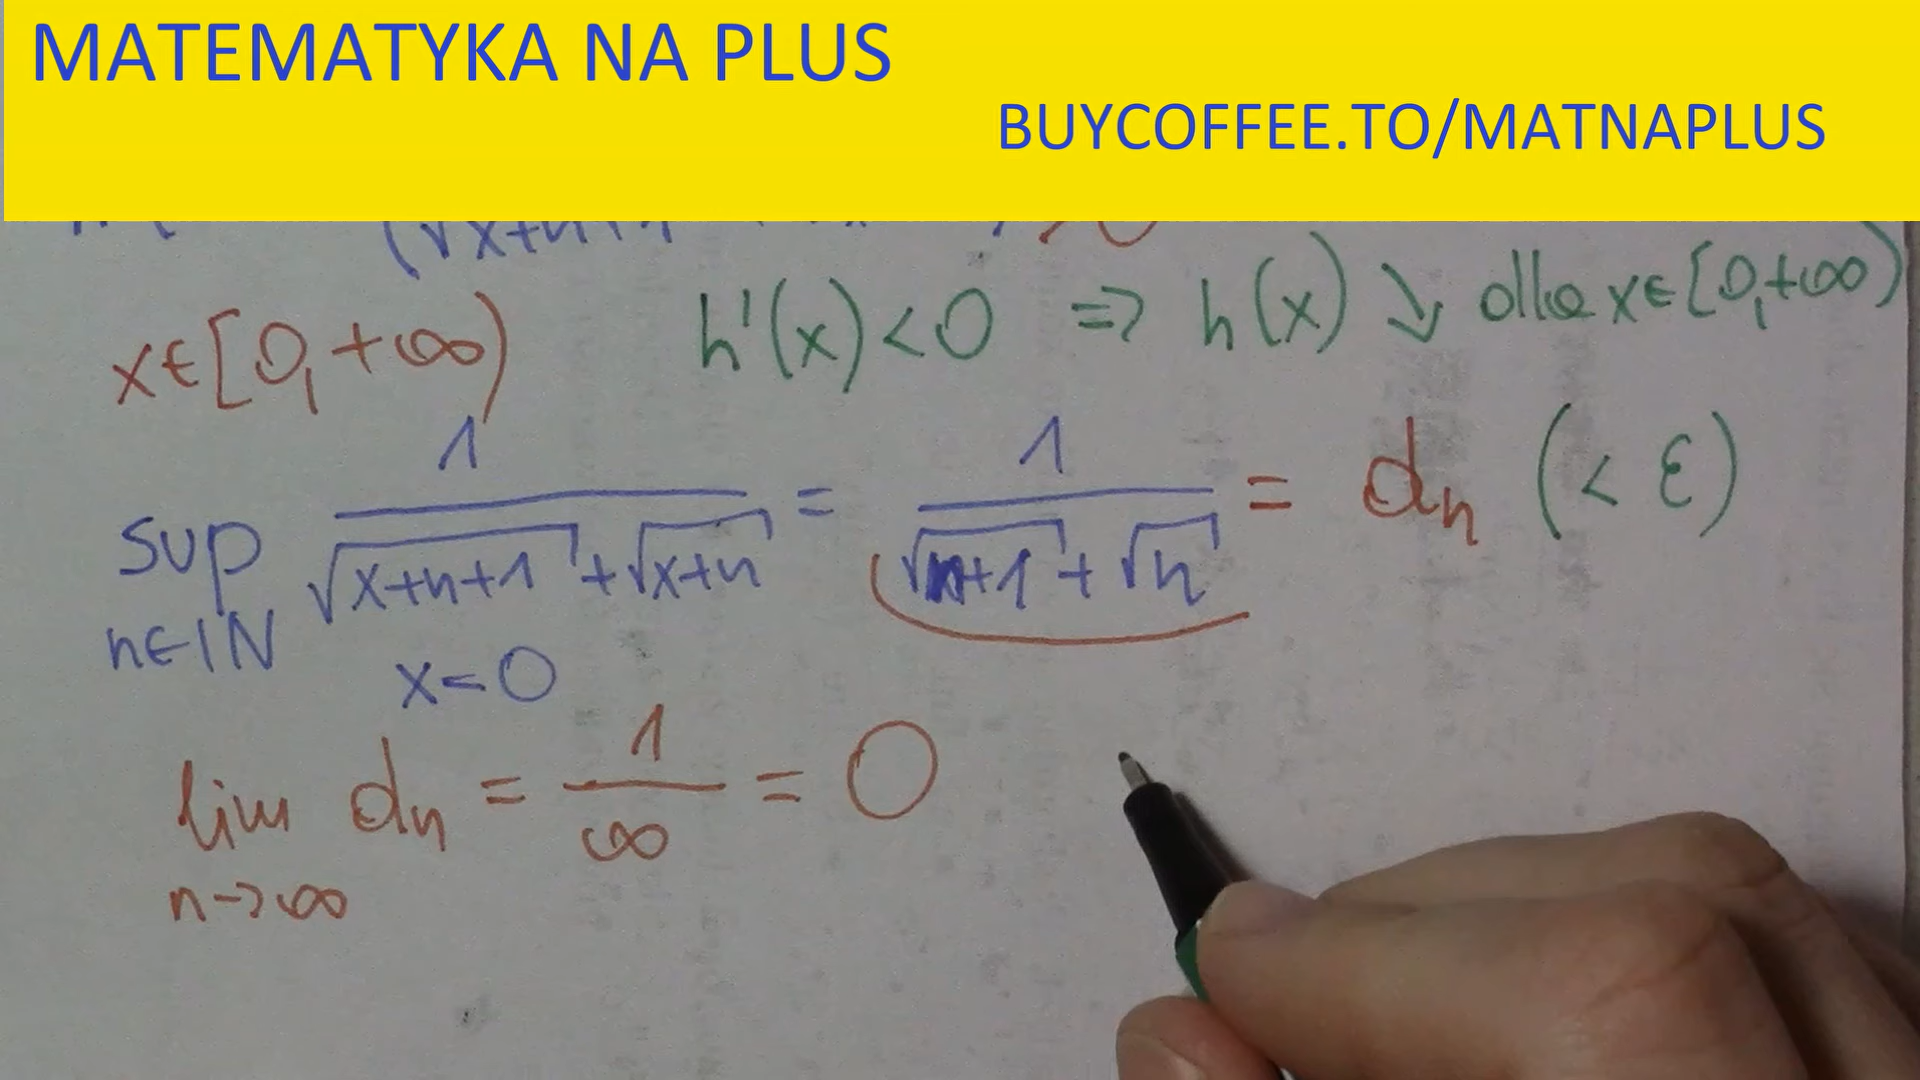 MATEMATYKA NA PLUS
BUYCOFFEE.TO/MATNAPLUS
x∈[0,+∞) h'(x)<0 => h(x) ↘ dla x∈[0,+∞)
sup n∈ℕ 1/(√(x+n+1) + √(x+n)) = 1/(√(n+1) + √n) = dn (< ε)
x=0
lim n→∞ dn = 1/∞ = 0